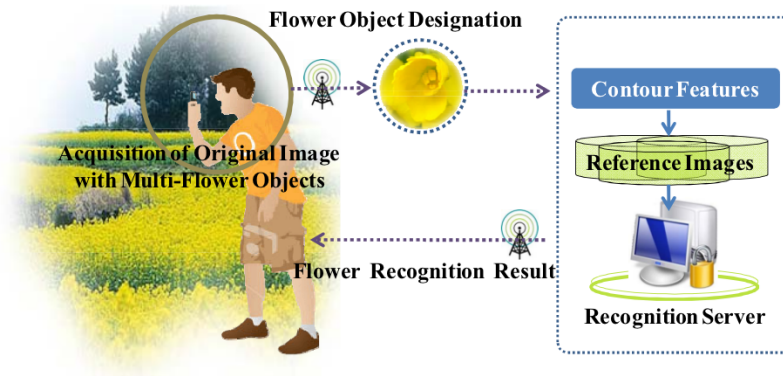 Flower Object Designation
Acquisition of Original Image
with Multi-Flower Objects
Contour Features
Reference Images
Flower Recognition Result
Recognition Server